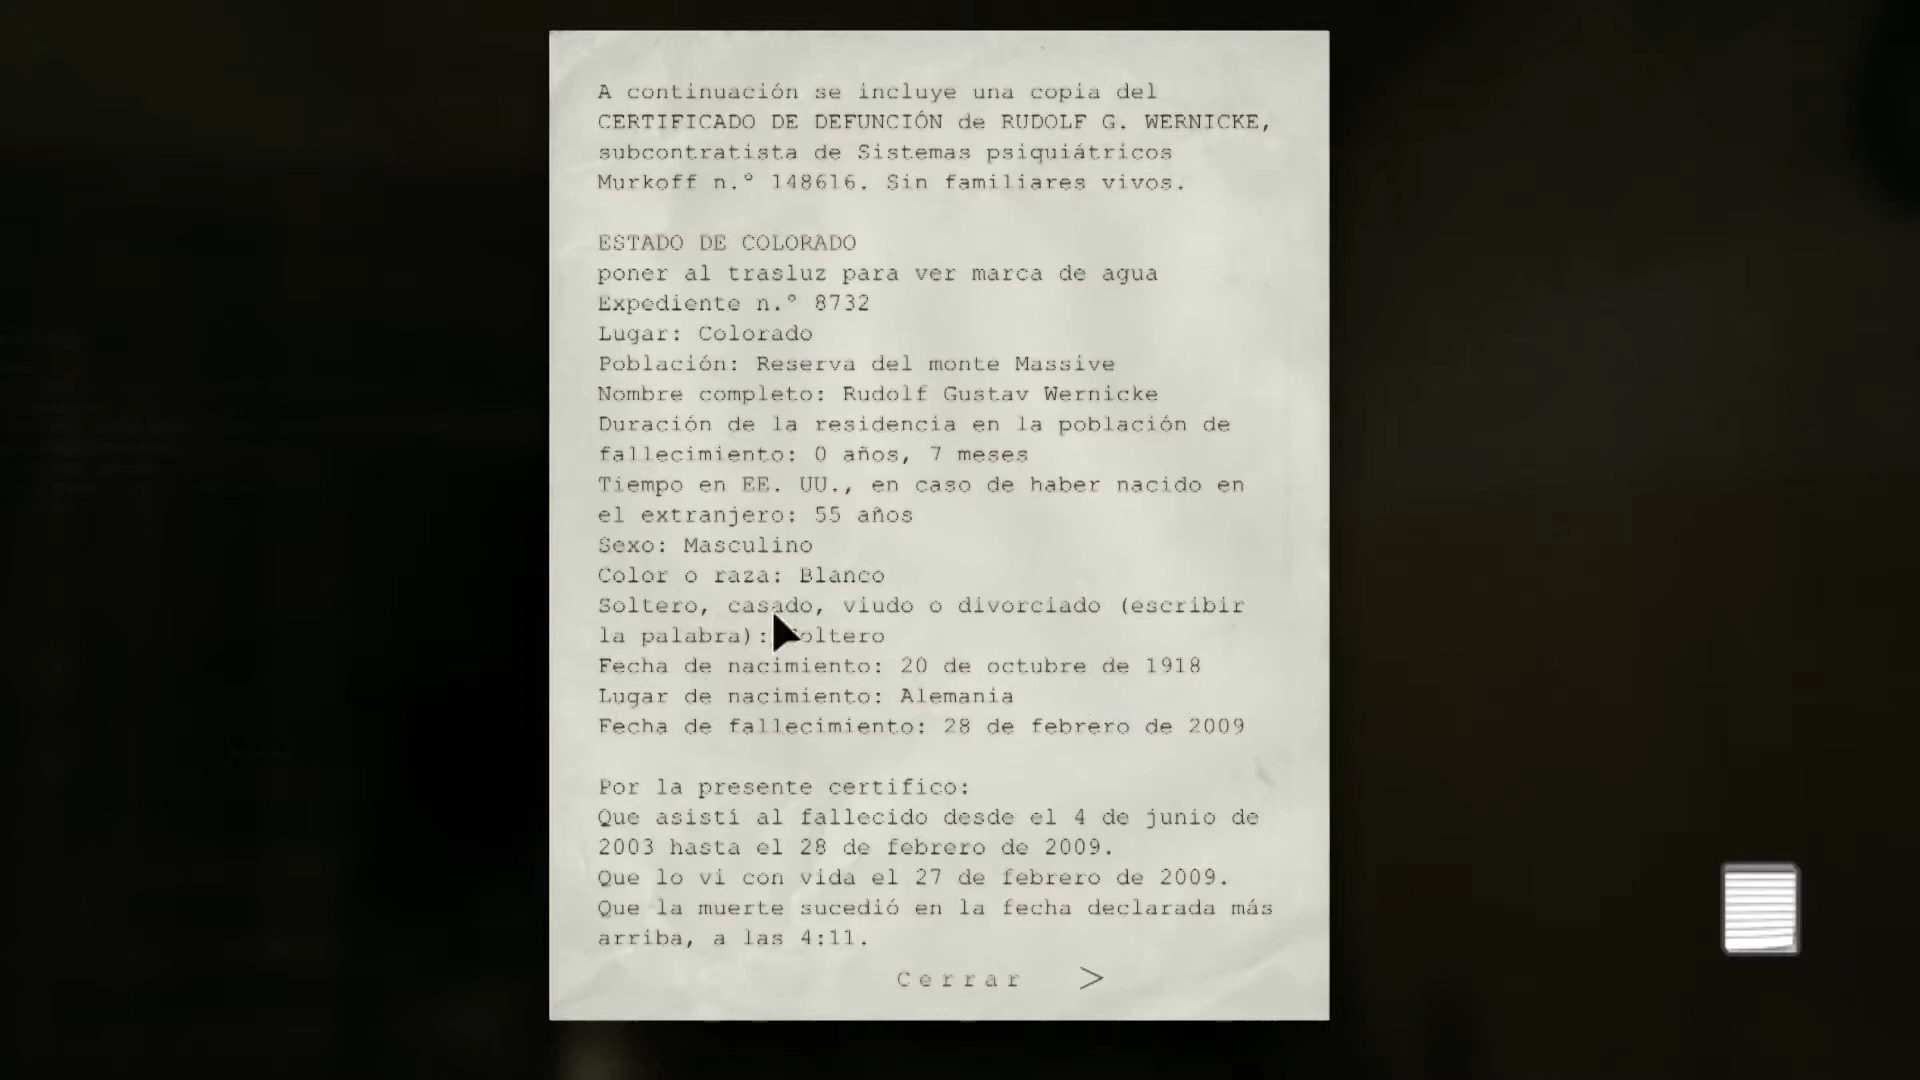 A continuación se incluye una copia del
CERTIFICADO DE DEFUNCIÓN de RUDOLF G. WERNICKE,
subcontratista de Sistemas psiquiátricos
Murkoff n.º 148616. Sin familiares vivos.
ESTADO DE COLORADO
poner al trasluz para ver marca de agua
Expediente n.º 8732
Lugar: Colorado
Población: Reserva del monte Massive
Nombre completo: Rudolf Gustav Wernicke
Duración de la residencia en la población de
fallecimiento: 0 años, 7 meses
Tiempo en EE. UU., en caso de haber nacido en
el extranjero: 55 años
Sexo: Masculino
Color o raza: Blanco
Soltero, casado, viudo o divorciado (escribir
la palabra): Soltero
Fecha de nacimiento: 20 de octubre de 1918
Lugar de nacimiento: Alemania
Fecha de fallecimiento: 28 de febrero de 2009
Por la presente certifico:
Que asistí al fallecido desde el 4 de junio de
2003 hasta el 28 de febrero de 2009.
Que lo vi con vida el 27 de febrero de 2009.
Que la muerte sucedió en la fecha declarada más
arriba, a las 4:11.
Cerrar >